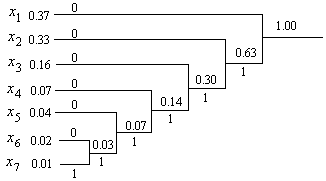 x1 0.37 0 1.00
x2 0.33 0 0.63 1
x3 0.16 0 0.30 1
x4 0.07 0 0.14 1
x5 0.04 0 0.07 1
x6 0.02 0 0.03 1
x7 0.01 1